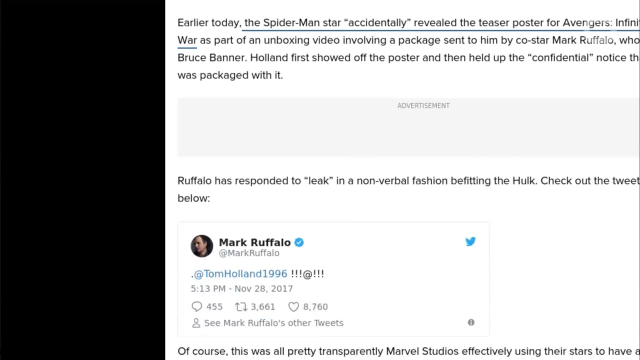 Earlier today, the Spider-Man star “accidentally” revealed the teaser poster for Avengers: Infini
War as part of an unboxing video involving a package sent to him by co-star Mark Ruffalo, who
Bruce Banner. Holland first showed off the poster and then held up the “confidential” notice th
was packaged with it.
ADVERTISEMENT
Ruffalo has responded to “leak” in a non-verbal fashion befitting the Hulk. Check out the tweet
below:
Mark Ruffalo
@MarkRuffalo
.@TomHolland1996 !!!@!!!
5:13 PM - Nov 28, 2017
455 3,661 8,760
See Mark Ruffalo's other Tweets
Of course, this was all pretty transparently Marvel Studios effectively using their stars to have a